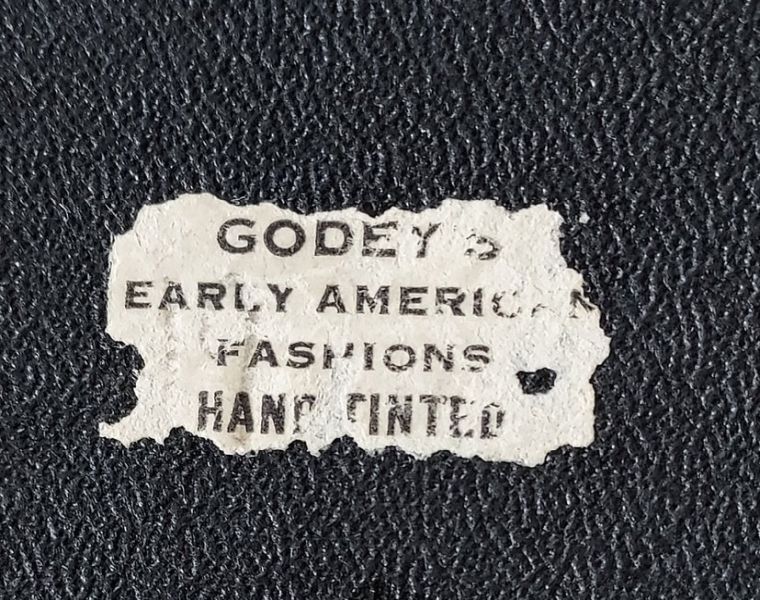 GODEY'S
EARLY AMERICAN
FASHIONS
HAND TINTED